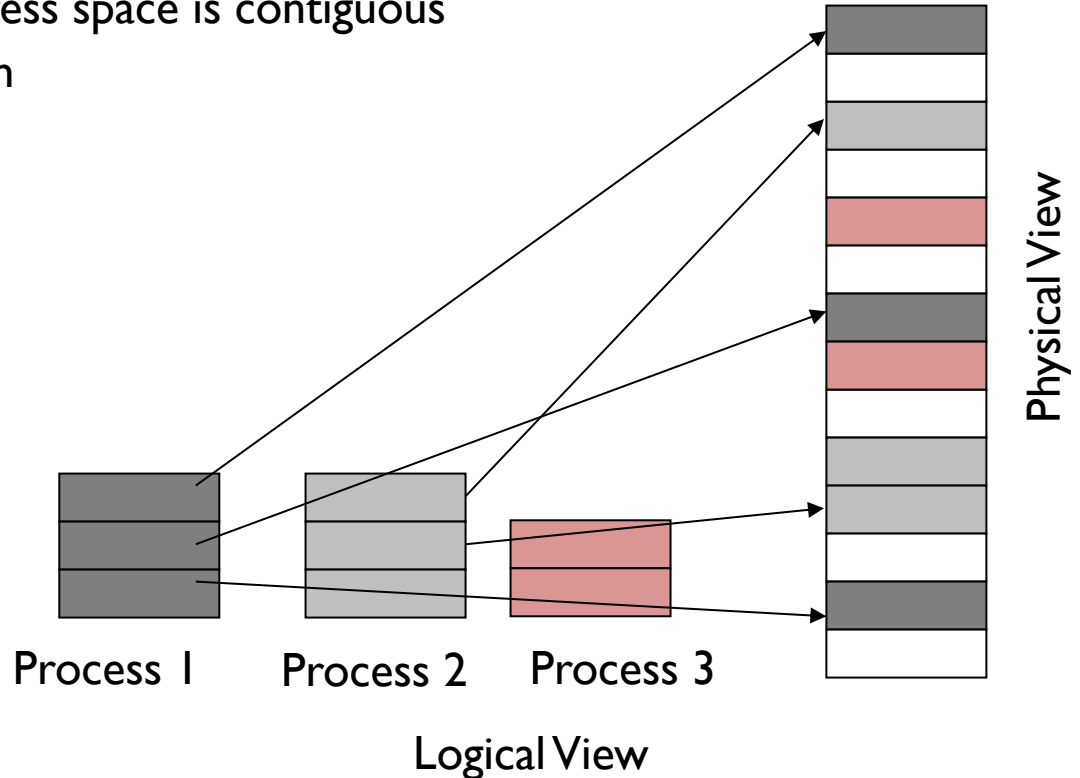 ess space is contiguous
Physical View
Process 1
Process 2
Process 3
Logical View